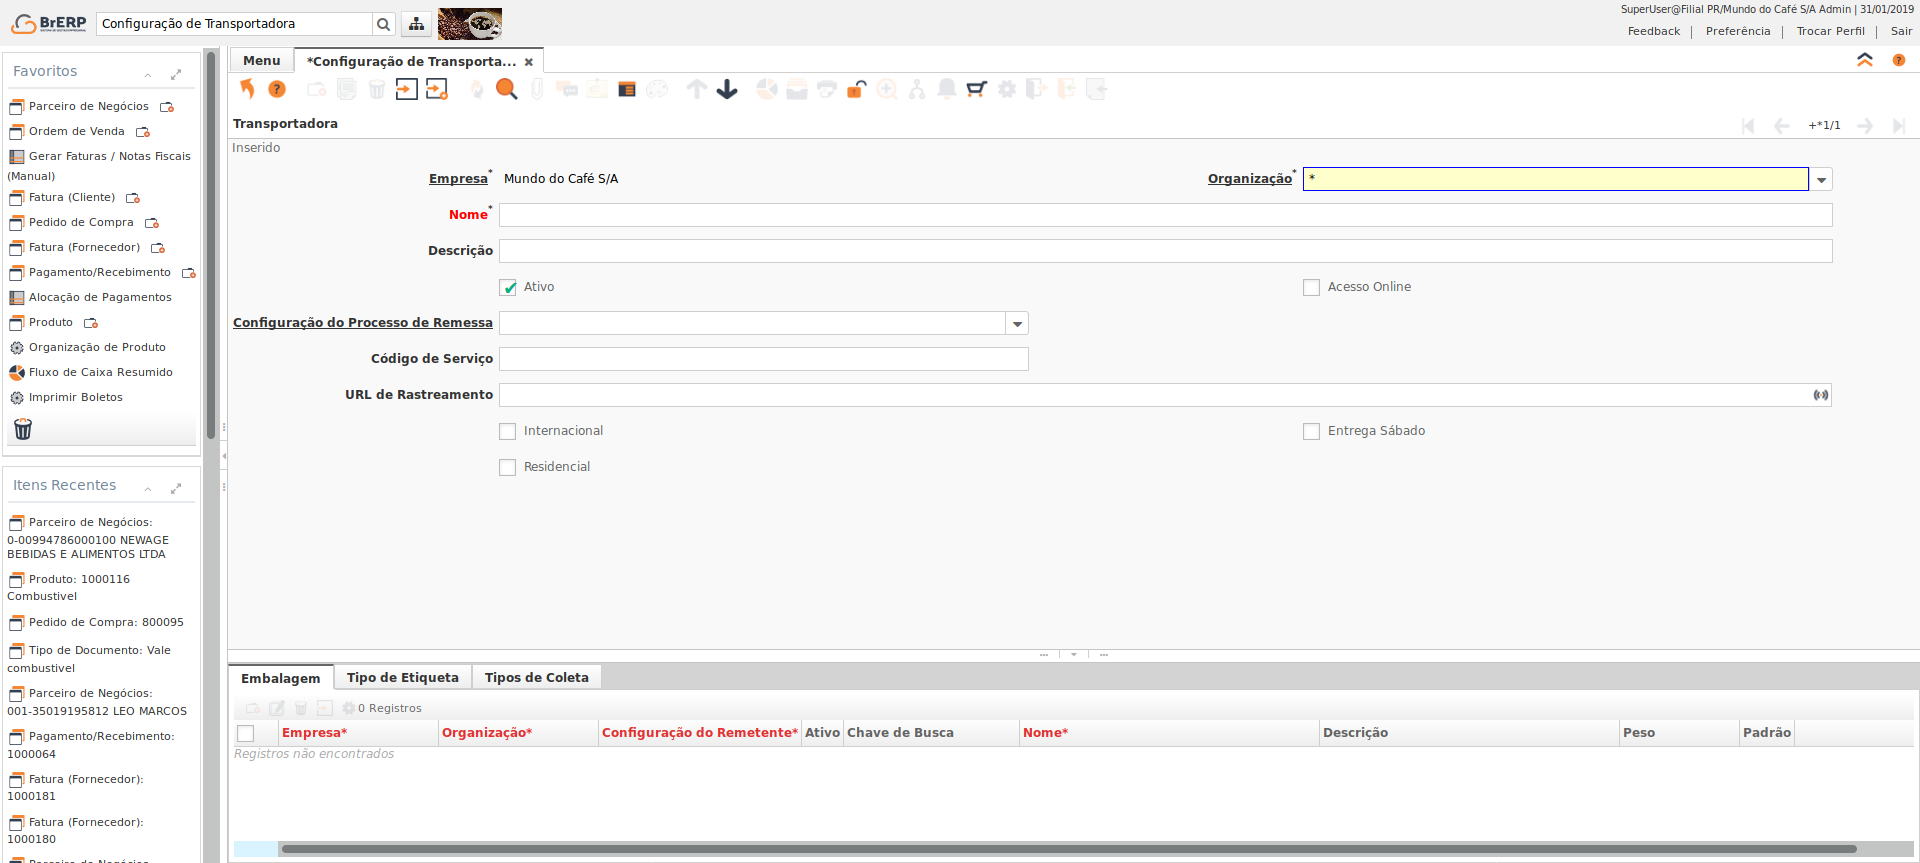 BrERP
Configuração de Transportadora
SuperUser@Filial PR/Mundo do Café S/A Admin | 31/01/2019
Feedback | Preferência | Trocar Perfil | Sair
Favoritos
Parceiro de Negócios
Ordem de Venda
Gerar Faturas / Notas Fiscais
(Manual)
Fatura (Cliente)
Pedido de Compra
Fatura (Fornecedor)
Pagamento/Recebimento
Alocação de Pagamentos
Produto
Organização de Produto
Fluxo de Caixa Resumido
Imprimir Boletos
Itens Recentes
Parceiro de Negócios:
0-00994786000100 NEWAGE
BEBIDAS E ALIMENTOS LTDA
Produto: 1000116
Combustivel
Pedido de Compra: 800095
Tipo de Documento: Vale
combustivel
Parceiro de Negócios:
001-35019195812 LEO MARCOS
Pagamento/Recebimento:
1000064
Fatura (Fornecedor):
1000181
Fatura (Fornecedor):
1000180
Parceiro de Negócios
Menu
*Configuração de Transporta...
Transportadora
+*1/1
Inserido
Empresa* Mundo do Café S/A
Organização* *
Nome*
Descrição
Ativo
Acesso Online
Configuração do Processo de Remessa
Código de Serviço
URL de Rastreamento
Internacional
Entrega Sábado
Residencial
Embalagem Tipo de Etiqueta Tipos de Coleta
0 Registros
Empresa* Organização* Configuração do Remetente* Ativo Chave de Busca Nome* Descrição Peso Padrão
Registros não encontrados